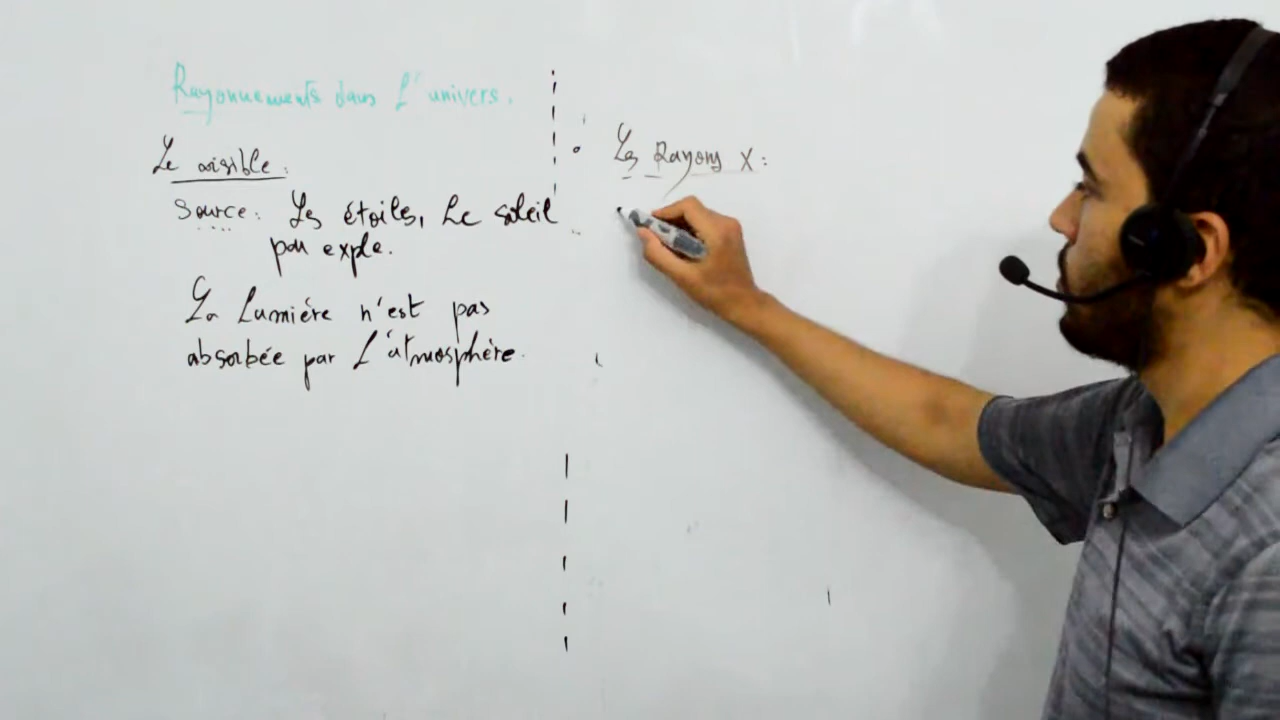 Rayonnements dans l'univers.
Le visible:
Source: Les étoiles, le soleil
par exple.
La lumière n'est pas
absorbée par l'atmosphère.
Les Rayons X: